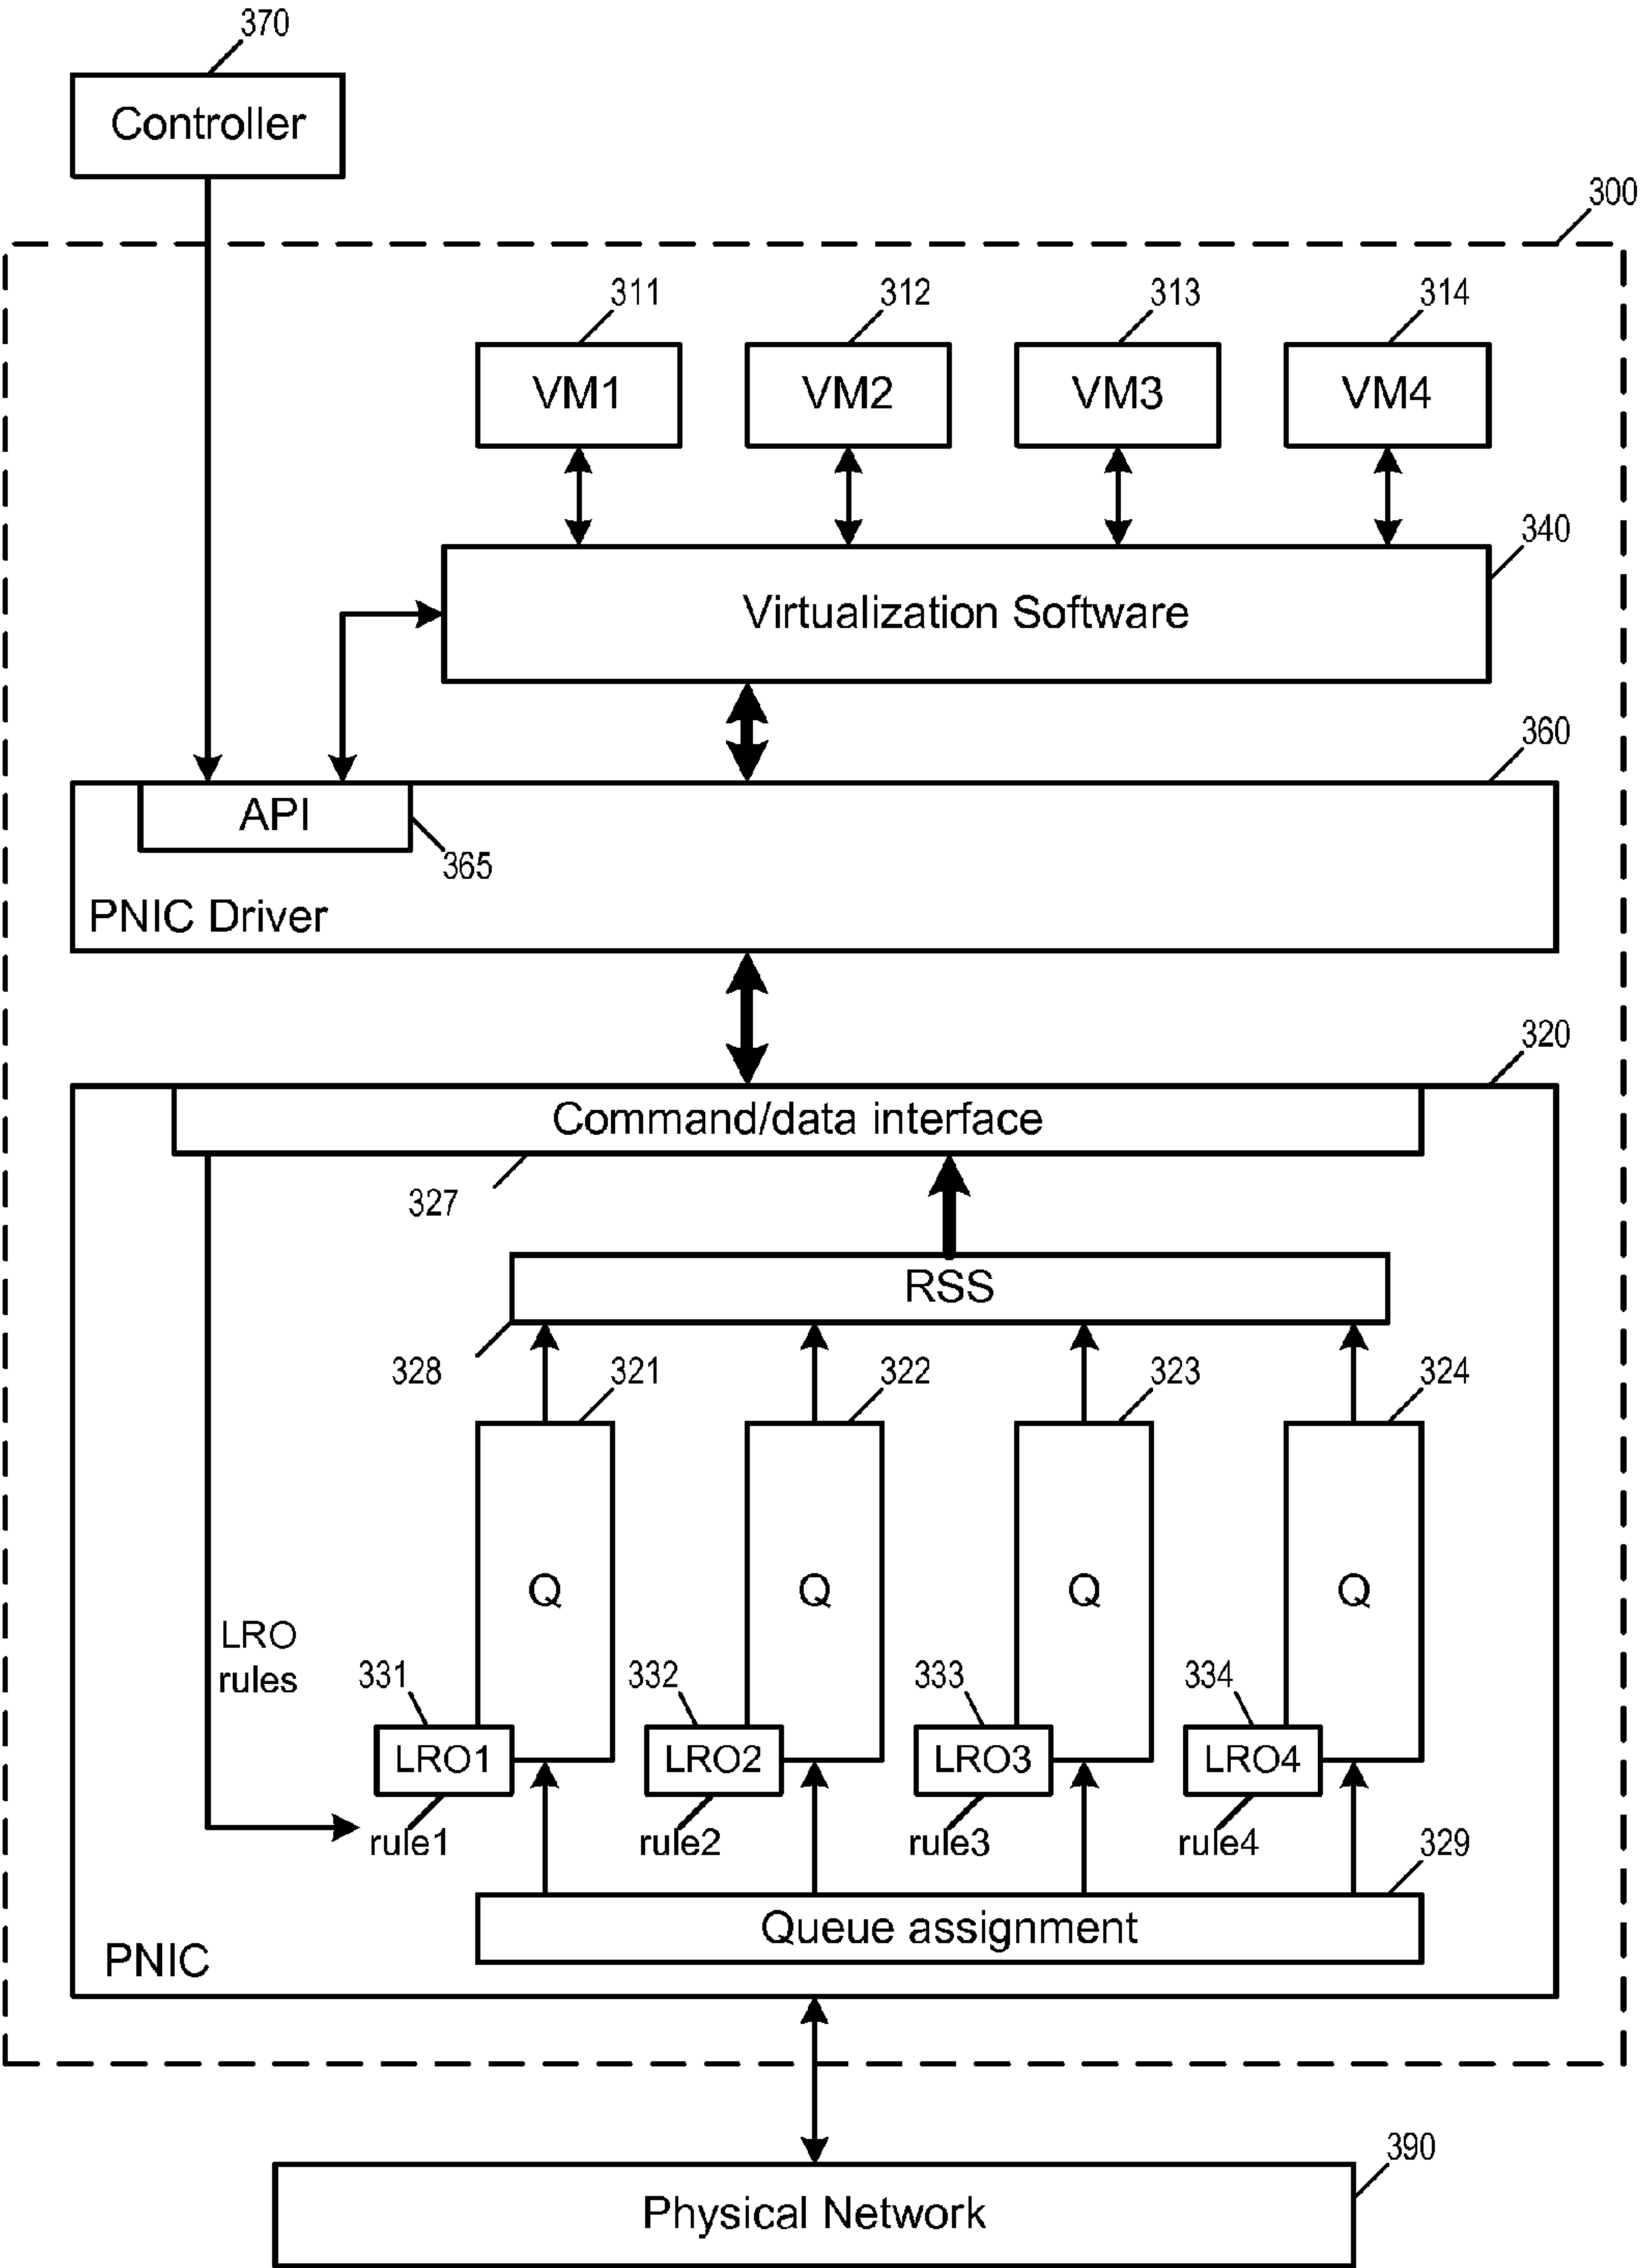 370
Controller
300
311 312 313 314
VM1 VM2 VM3 VM4
340
Virtualization Software
360
API
365
PNIC Driver
320
Command/data interface
327
RSS
328 321 322 323 324
Q Q Q Q
LRO
rules
331 332 333 334
LRO1 LRO2 LRO3 LRO4
rule1 rule2 rule3 rule4
329
Queue assignment
PNIC
390
Physical Network